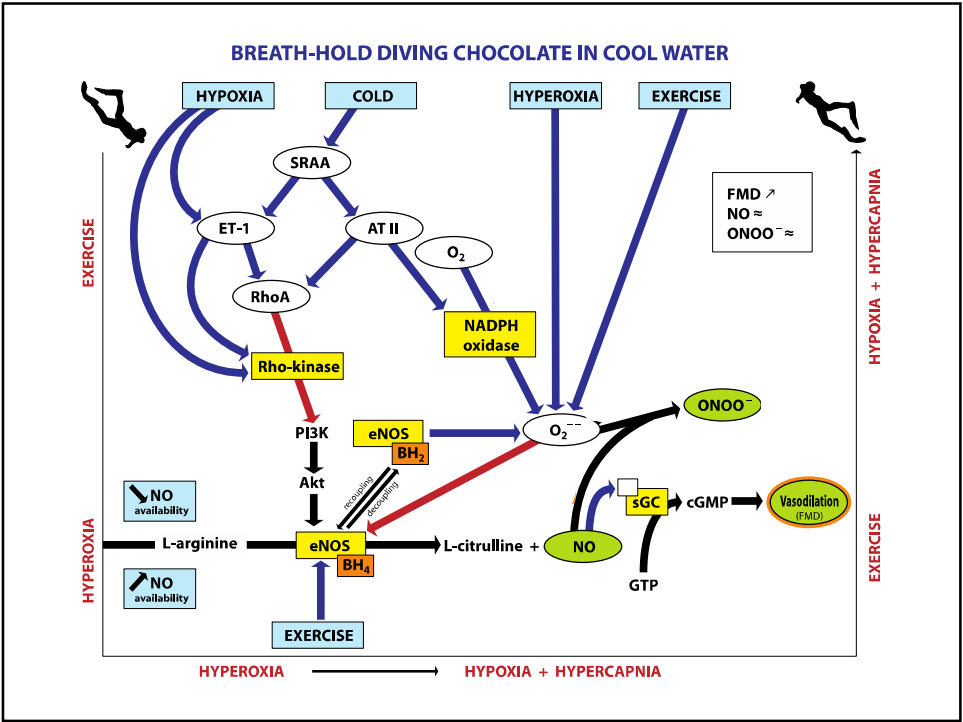 BREATH-HOLD DIVING CHOCOLATE IN COOL WATER
HYPOXIA
COLD
HYPEROXIA
EXERCISE
SRAA
ET-1
AT II
O₂
RhoA
NADPH
oxidase
Rho-kinase
FMD ↗
NO ≈
ONOO⁻ ≈
EXERCISE
HYPOXIA + HYPERCAPNIA
PI3K
eNOS
BH₂
O₂⁻⁻
ONOO⁻
Akt
recoupling
decoupling
↘ NO
availability
sGC
cGMP
Vasodilation
(FMD)
L-arginine
eNOS
BH₄
L-citrulline +
NO
GTP
↗ NO
availability
HYPEROXIA
EXERCISE
EXERCISE
HYPEROXIA
HYPOXIA + HYPERCAPNIA